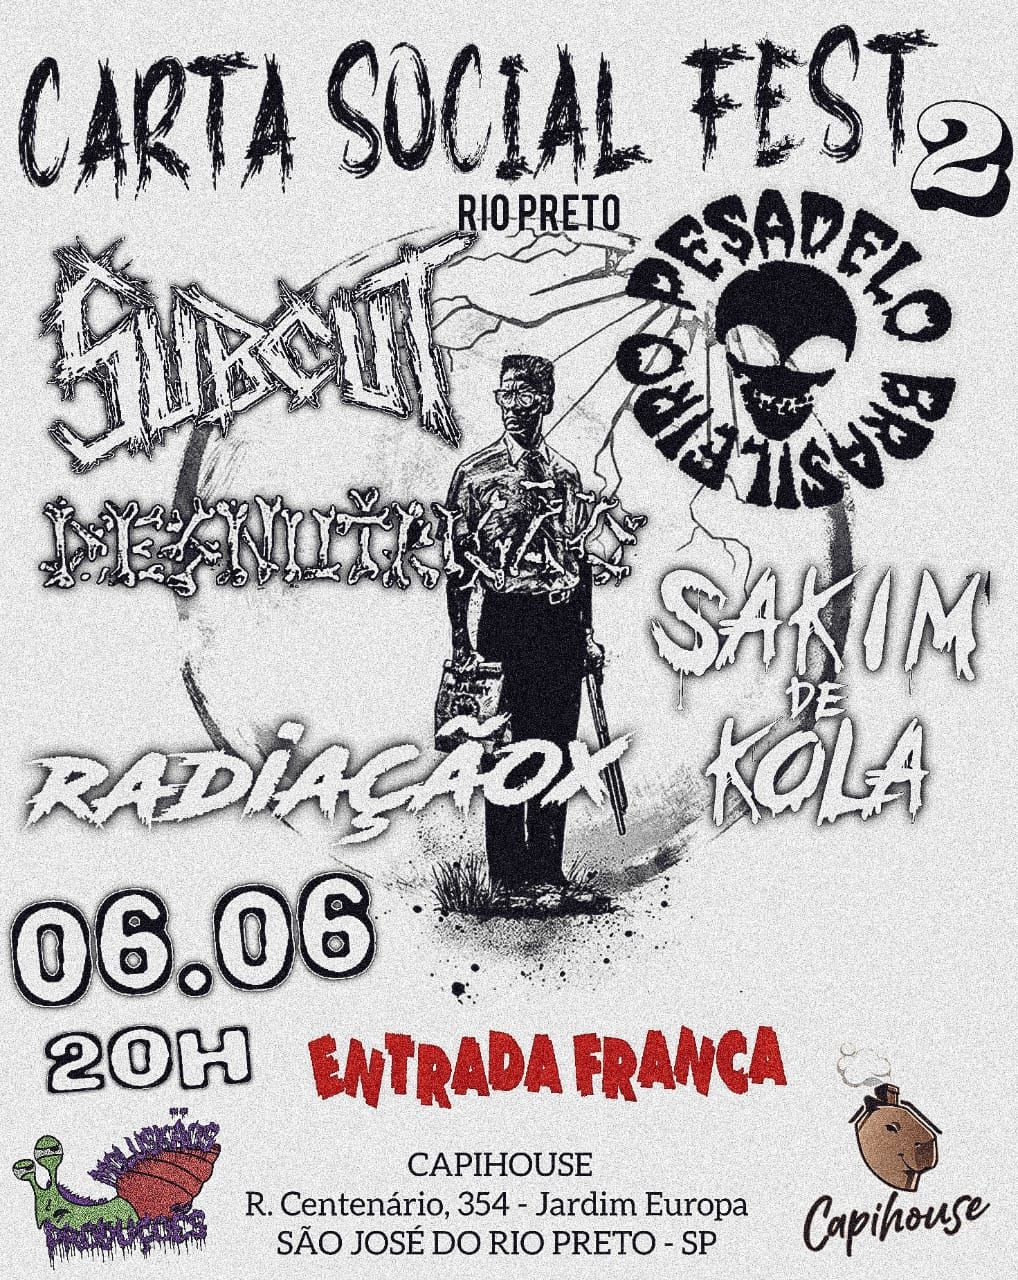 CARTA SOCIAL FEST 2
RIO PRETO
SUBCUT
PESADELO BRASILEIRO
DESNUTRIÇÃO
SAKIM
DE
KOLA
RADIAÇÃOX
06.06
20H
ENTRADA FRANCA
PRODUÇÕES
CAPIHOUSE
R. Centenário, 354 - Jardim Europa
SÃO JOSÉ DO RIO PRETO - SP
Capihouse